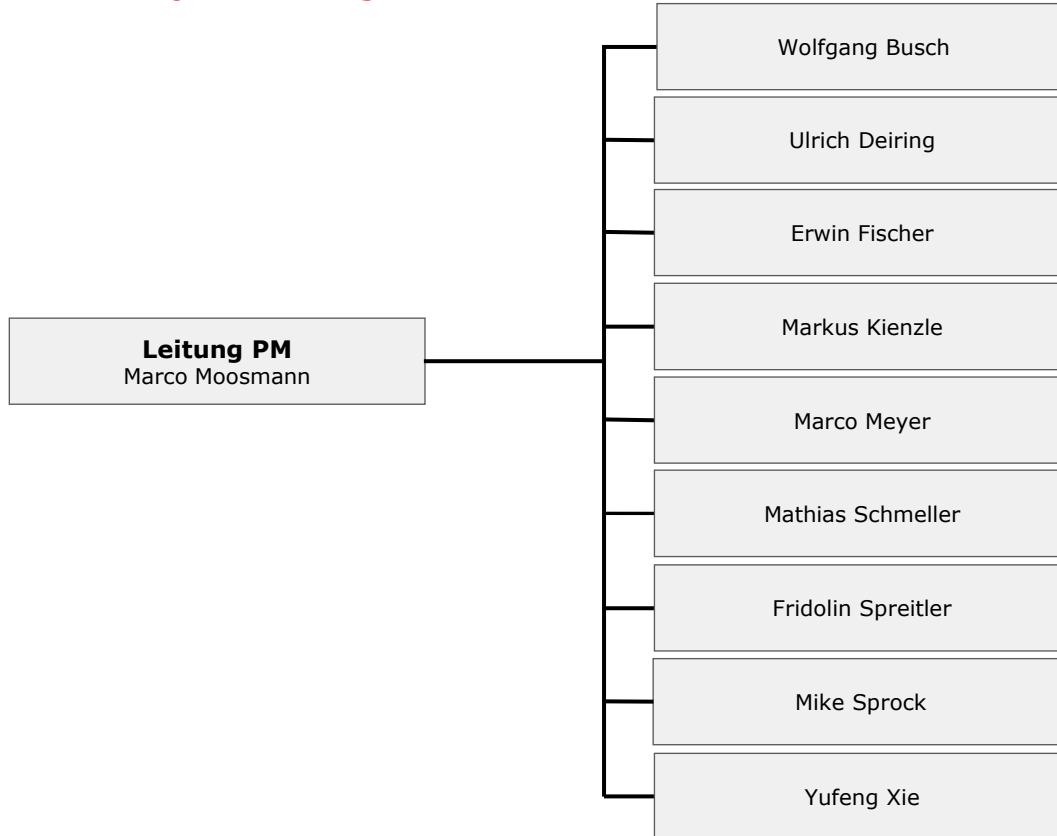 Leitung PM
Marco Moosmann
Wolfgang Busch
Ulrich Deiring
Erwin Fischer
Markus Kienzle
Marco Meyer
Mathias Schmeller
Fridolin Spreitler
Mike Sprock
Yufeng Xie